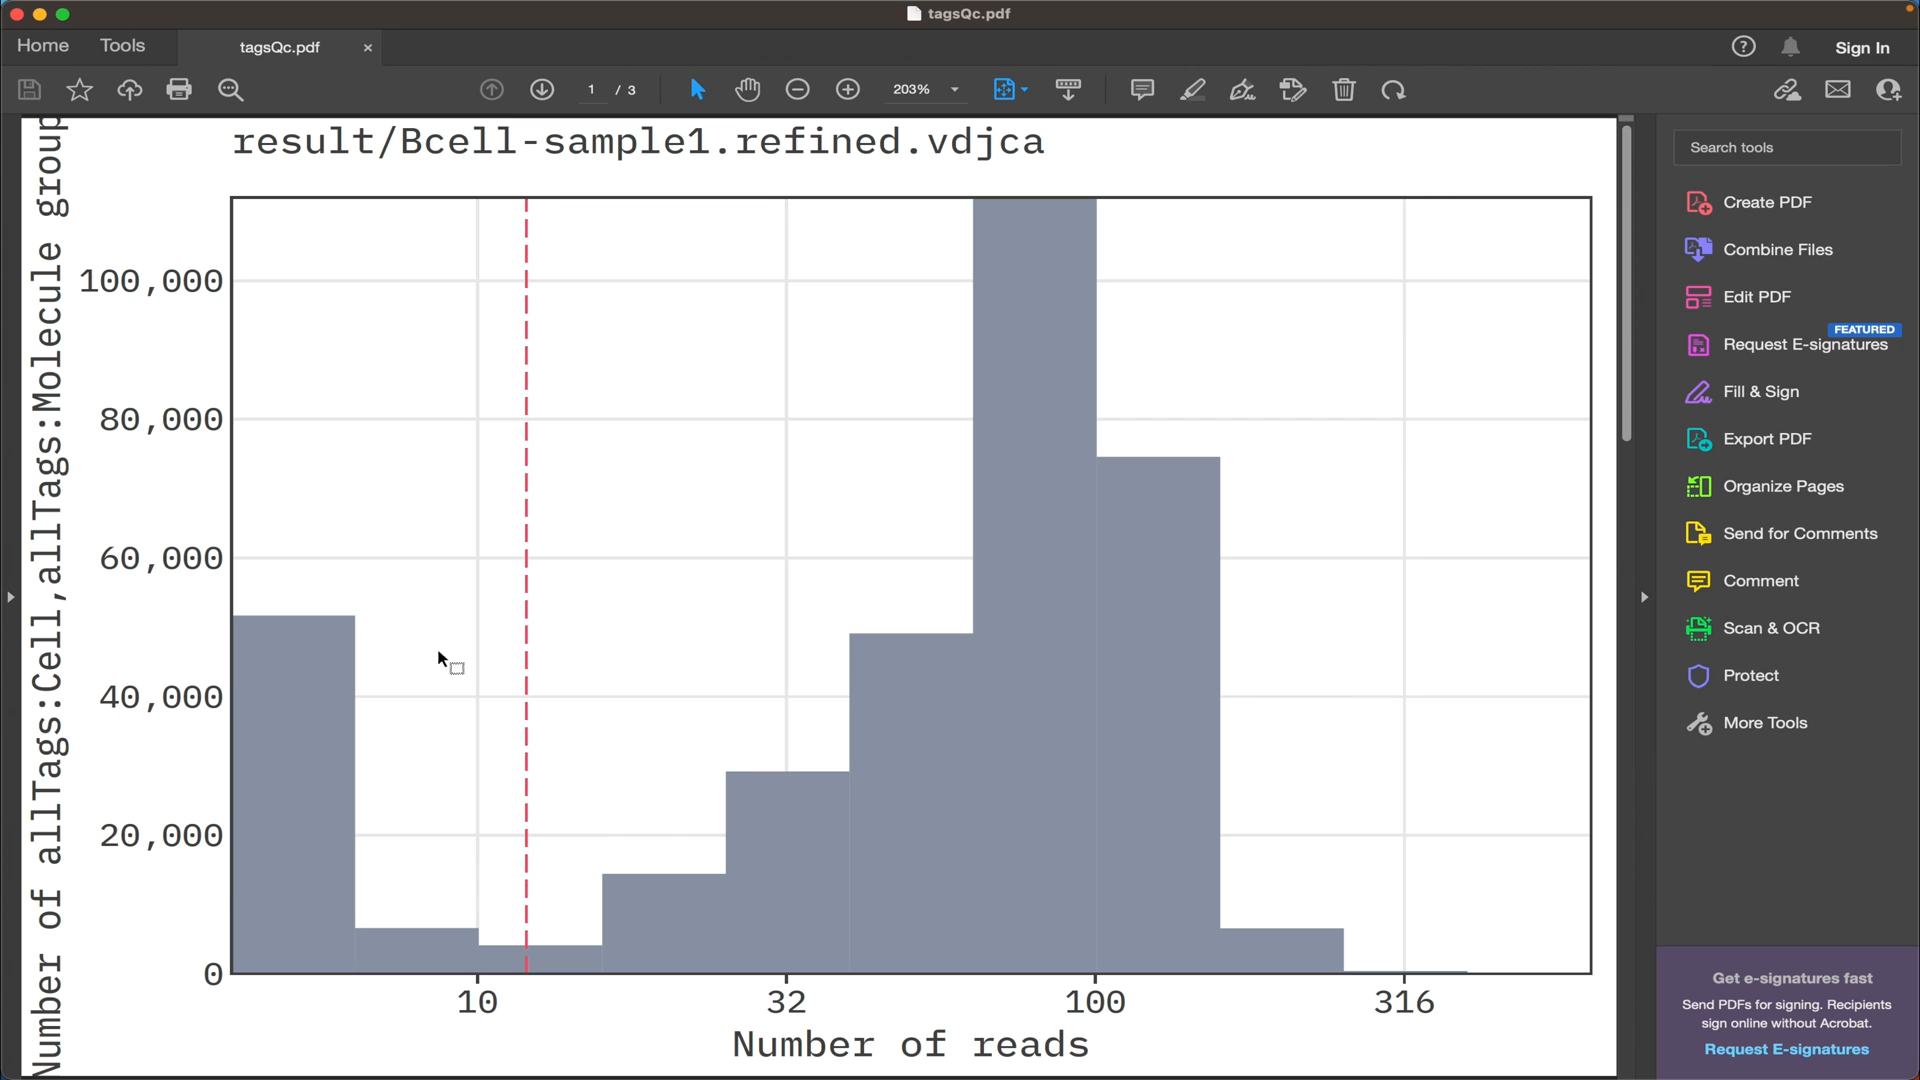 tagsQc.pdf
Home
Tools
tagsQc.pdf
Sign In
1 / 3
203%
result/Bcell-sample1.refined.vdjca
Number of allTags:Cell,allTags:Molecule group
100,000
80,000
60,000
40,000
20,000
0
10
32
100
316
Number of reads
Search tools
Create PDF
Combine Files
Edit PDF
FEATURED
Request E-signatures
Fill & Sign
Export PDF
Organize Pages
Send for Comments
Comment
Scan & OCR
Protect
More Tools
Get e-signatures fast
Send PDFs for signing. Recipients
sign online without Acrobat.
Request E-signatures